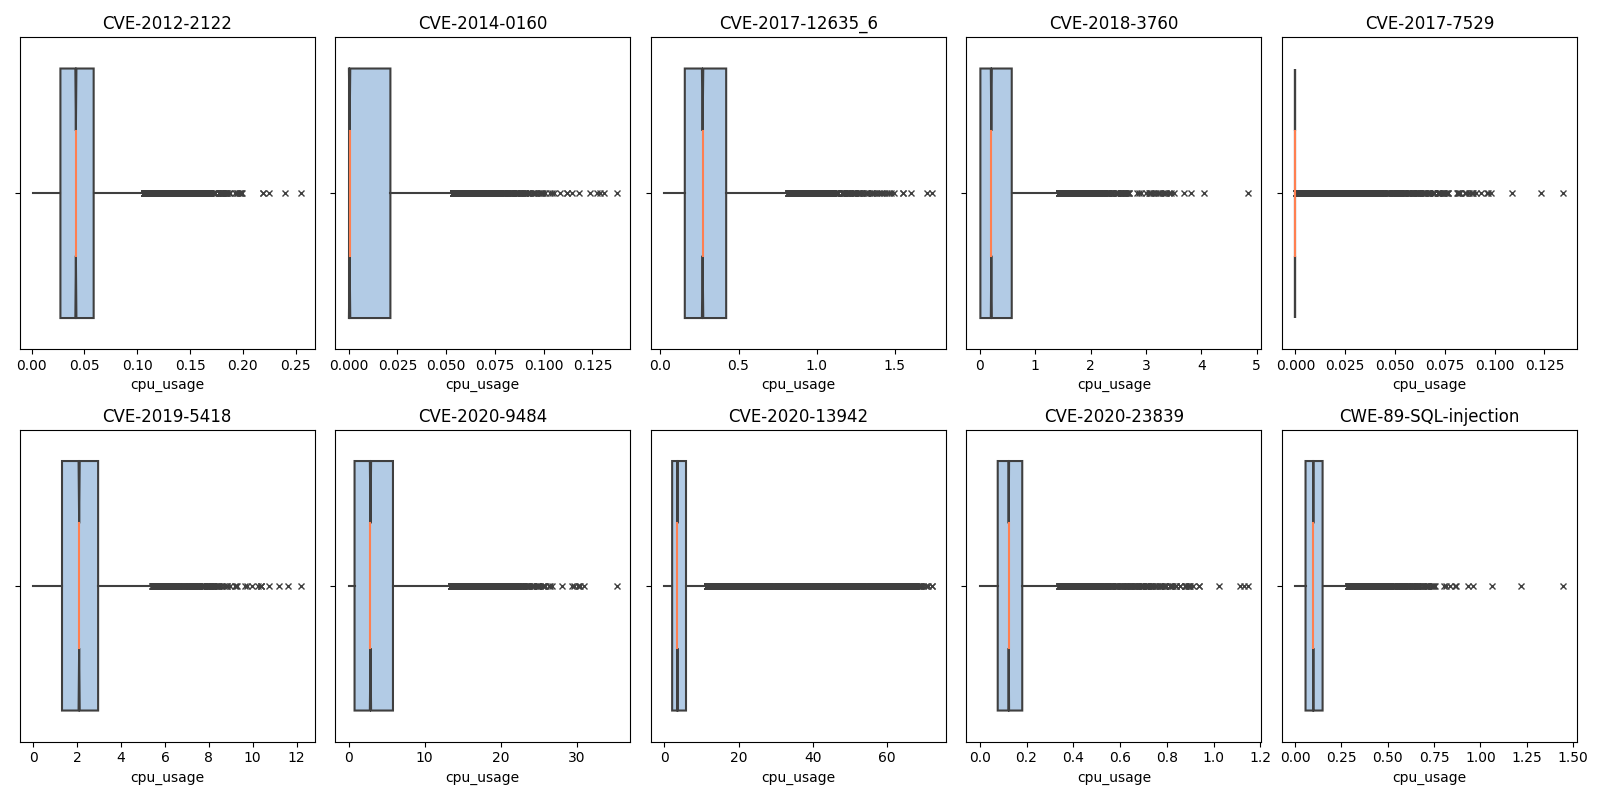 CVE-2012-2122 CVE-2014-0160 CVE-2017-12635_6 CVE-2018-3760 CVE-2017-7529
0.00 0.05 0.10 0.15 0.20 0.25 0.000 0.025 0.050 0.075 0.100 0.125 0.0 0.5 1.0 1.5 0 1 2 3 4 5 0.000 0.025 0.050 0.075 0.100 0.125
cpu_usage cpu_usage cpu_usage cpu_usage cpu_usage
CVE-2019-5418 CVE-2020-9484 CVE-2020-13942 CVE-2020-23839 CWE-89-SQL-injection
0 2 4 6 8 10 12 0 10 20 30 0 20 40 60 0.0 0.2 0.4 0.6 0.8 1.0 1.2 0.00 0.25 0.50 0.75 1.00 1.25 1.50
cpu_usage cpu_usage cpu_usage cpu_usage cpu_usage